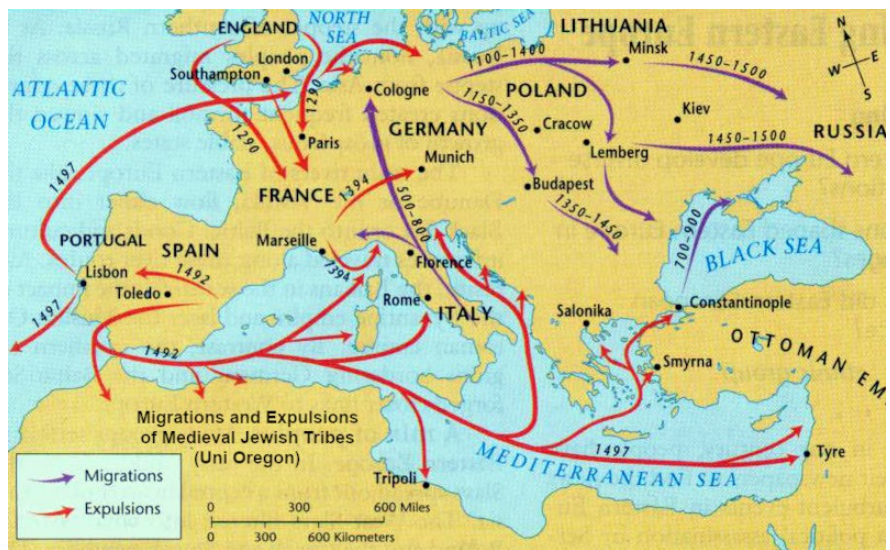 ENGLAND
NORTH
SEA
BALTIC SEA
LITHUANIA
London
Southampton
1100-1400
Minsk
1450-1500
ATLANTIC
OCEAN
Cologne
1290
1150-1350
POLAND
Kiev
1290
Paris
GERMANY
Cracow
1450-1500
RUSSIA
Munich
Lemberg
FRANCE
1394
500-800
Budapest
1350-1450
1497
Marseille
1394
Florence
700-900
BLACK SEA
PORTUGAL
SPAIN
Lisbon
1492
Toledo
Rome
ITALY
Salonika
Constantinople
1497
1492
Smyrna
OTTOMAN EM
Migrations and Expulsions
of Medieval Jewish Tribes
(Uni Oregon)
MEDITERRANEAN SEA
1497
Tyre
Tripoli
Migrations
Expulsions
0 300 600 Miles
0 300 600 Kilometers
N
W E
S